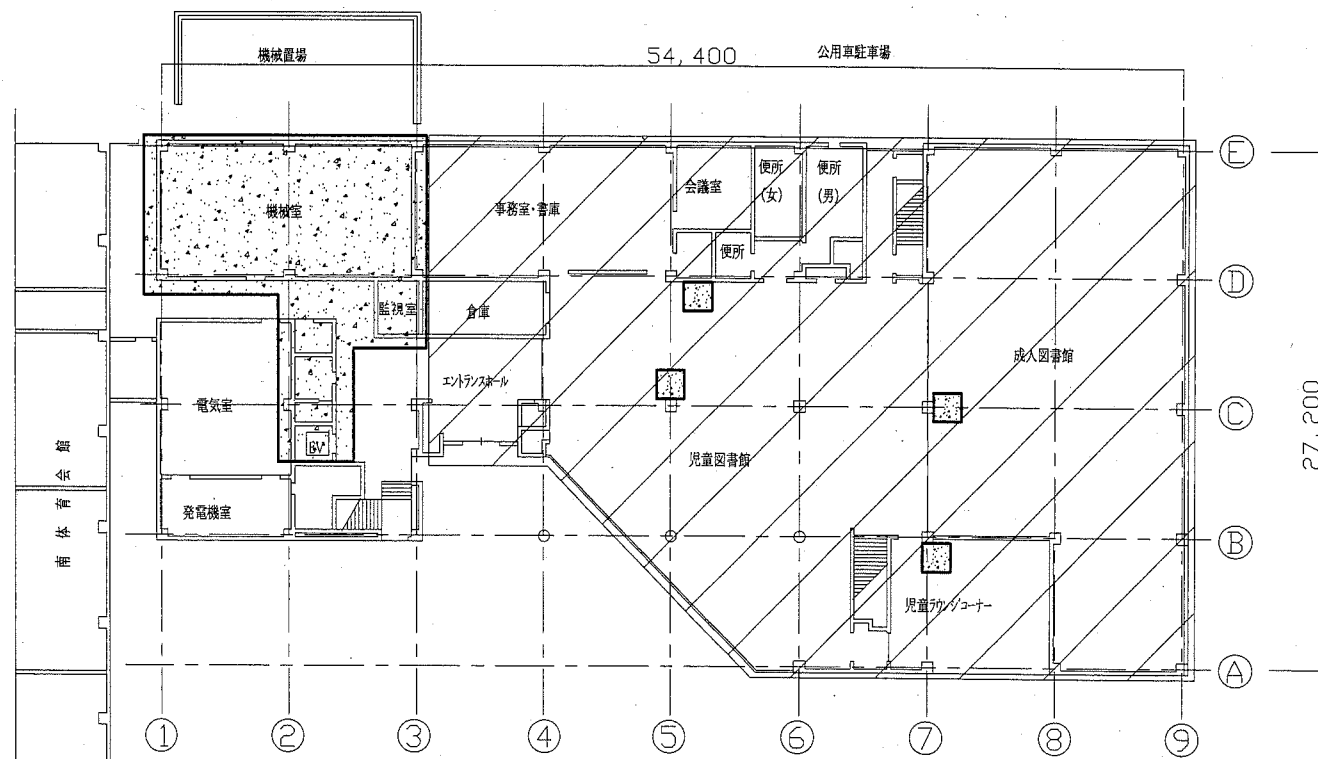 機械置場
54,400
公用車駐車場
機械室
事務室・書庫
会議室
便所
(女)
便所
(男)
便所
監視室
倉庫
エントランスホール
成人図書館
電気室
EV
児童図書館
発電機室
児童ラウンジコーナー
南体育会館
27,200
E
D
C
B
A
1
2
3
4
5
6
7
8
9